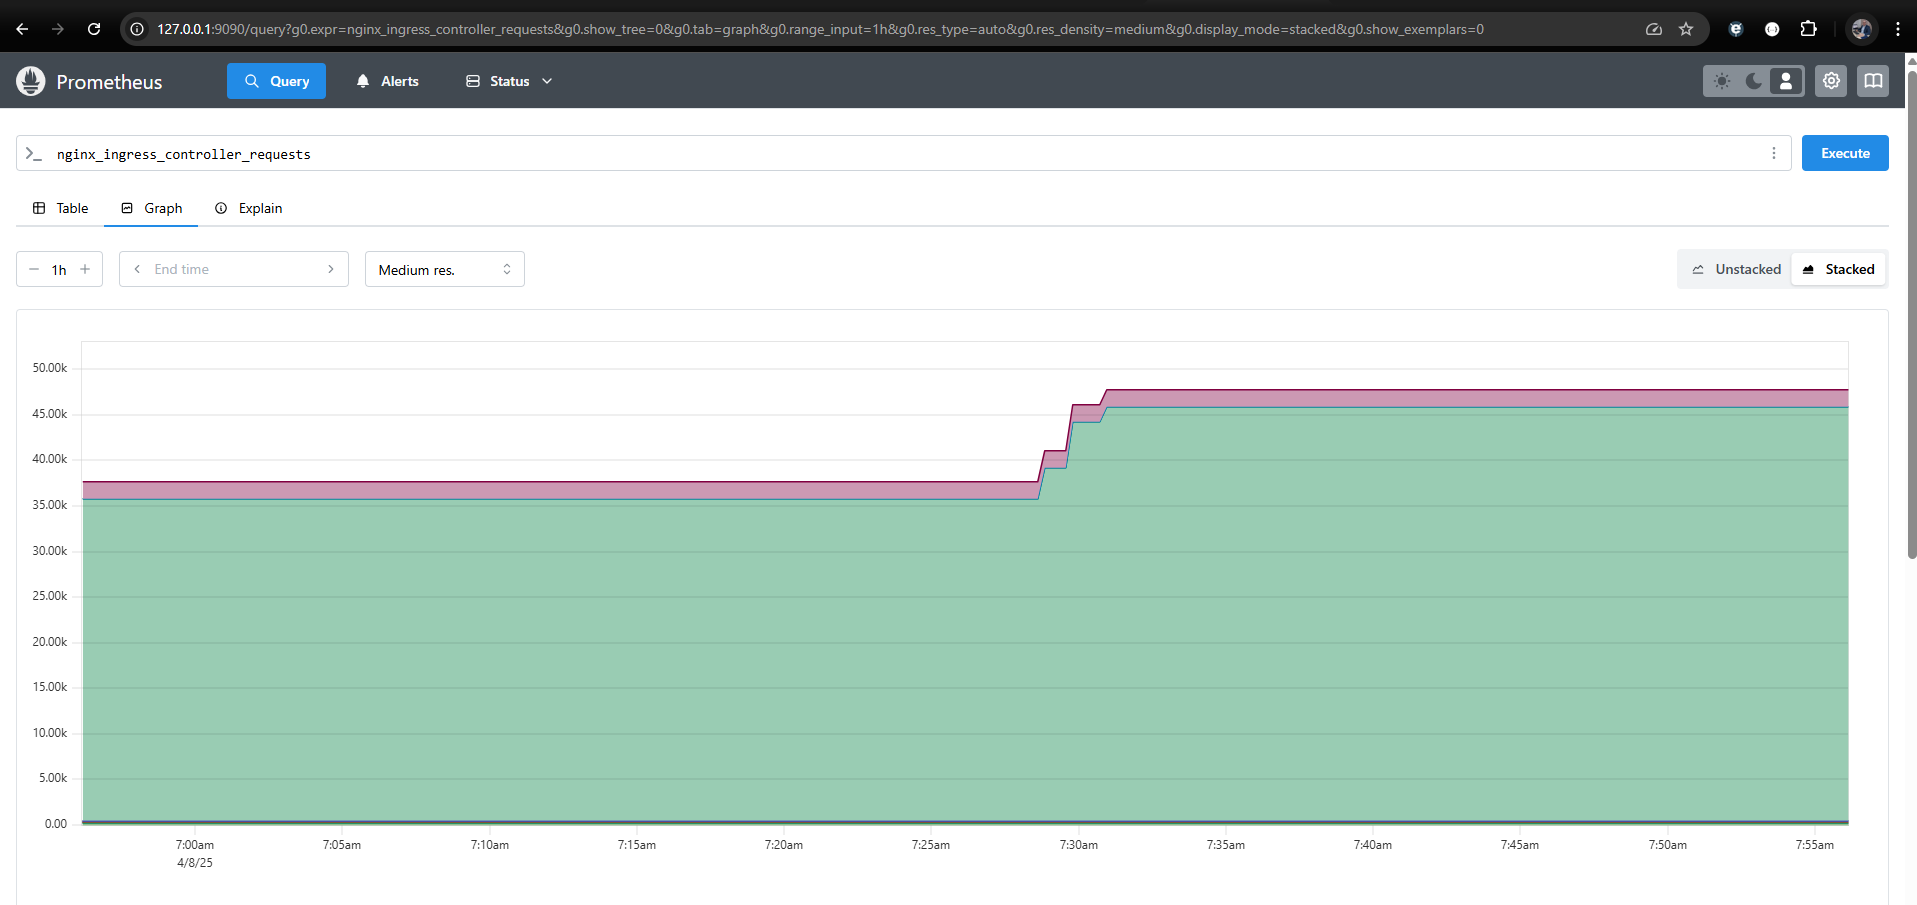 127.0.0.1:9090/query?g0.expr=nginx_ingress_controller_requests&g0.show_tree=0&g0.tab=graph&g0.range_input=1h&g0.res_type=auto&g0.res_density=medium&g0.display_mode=stacked&g0.show_exemplars=0
Prometheus Query Alerts Status
>_ nginx_ingress_controller_requests Execute
Table Graph Explain
1h End time Medium res. Unstacked Stacked
50.00k
45.00k
40.00k
35.00k
30.00k
25.00k
20.00k
15.00k
10.00k
5.00k
0.00
7:00am 7:05am 7:10am 7:15am 7:20am 7:25am 7:30am 7:35am 7:40am 7:45am 7:50am 7:55am
4/8/25